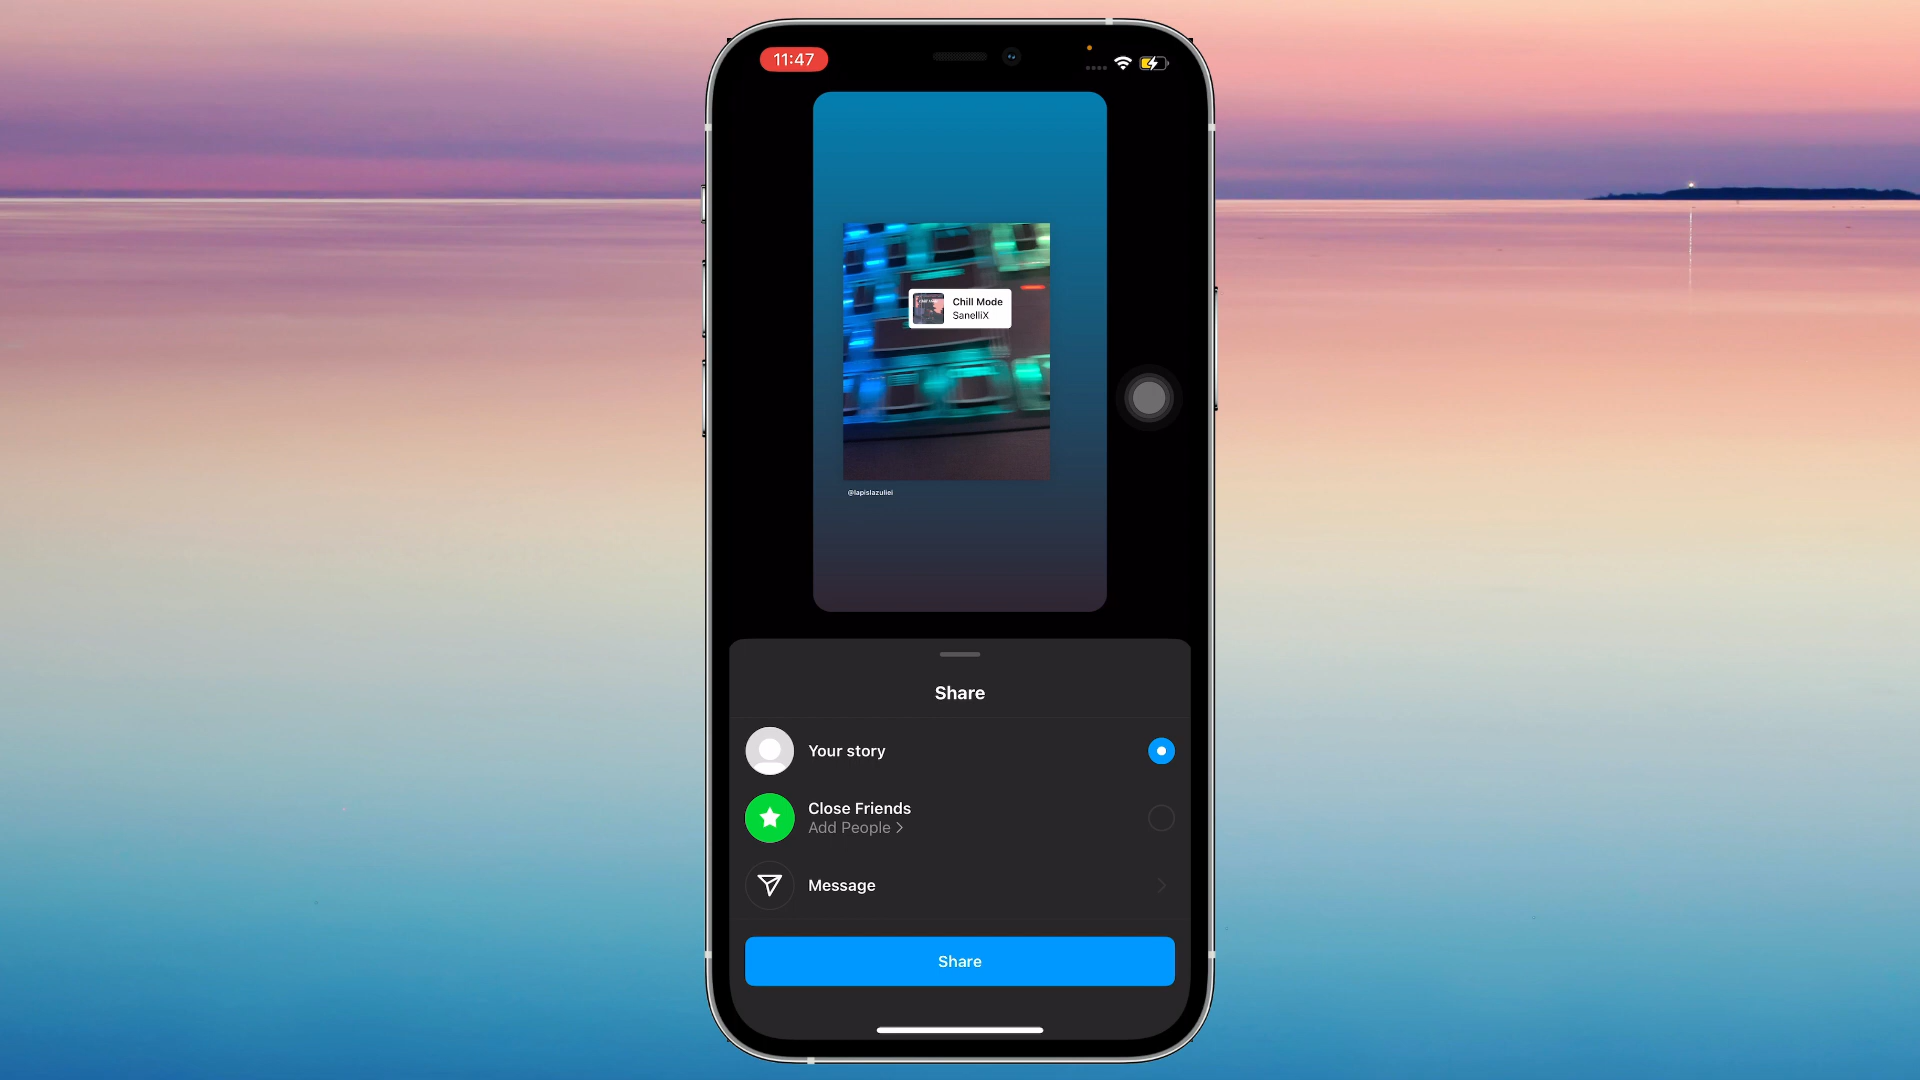 11:47
Chill Mode
SanelliX
@lapislazuliei
Share
Your story
Close Friends
Add People >
Message
Share